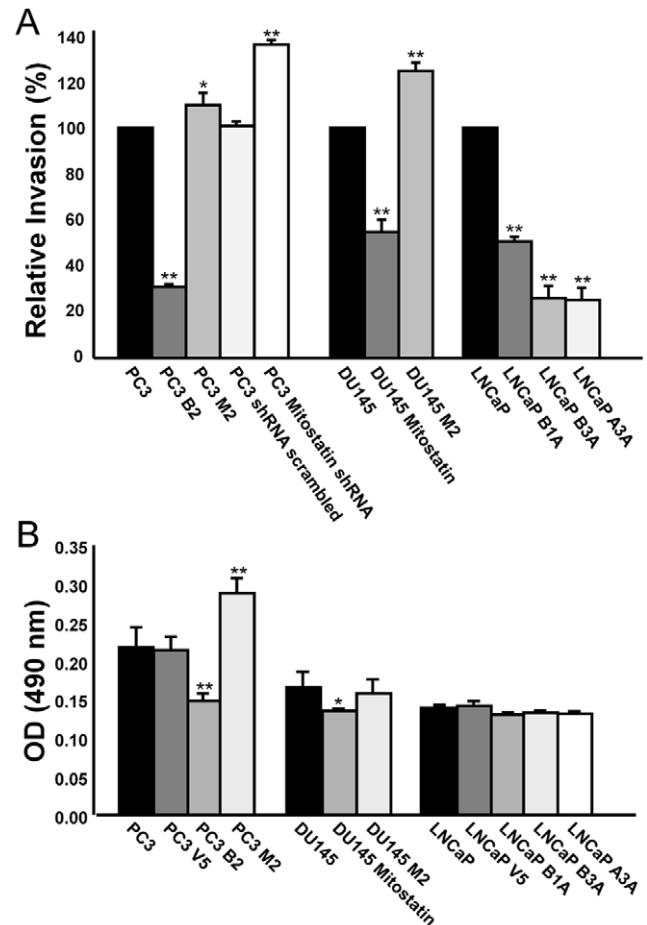 A
Relative Invasion (%)
140
120
100
80
60
40
20
0
**
*
**
**
**
**
**
**
PC3
PC3 B2
PC3 M2
PC3 shRNA scrambled
PC3 Mitostatin shRNA
DU145
DU145 Mitostatin
DU145 M2
LNCaP
LNCaP B1A
LNCaP B3A
LNCaP A3A
B
OD (490 nm)
0.35
0.30
0.25
0.20
0.15
0.10
0.05
0.00
**
**
*
PC3
PC3 V5
PC3 B2
PC3 M2
DU145
DU145 Mitostatin
DU145 M2
LNCaP
LNCaP V5
LNCaP B1A
LNCaP B3A
LNCaP A3A